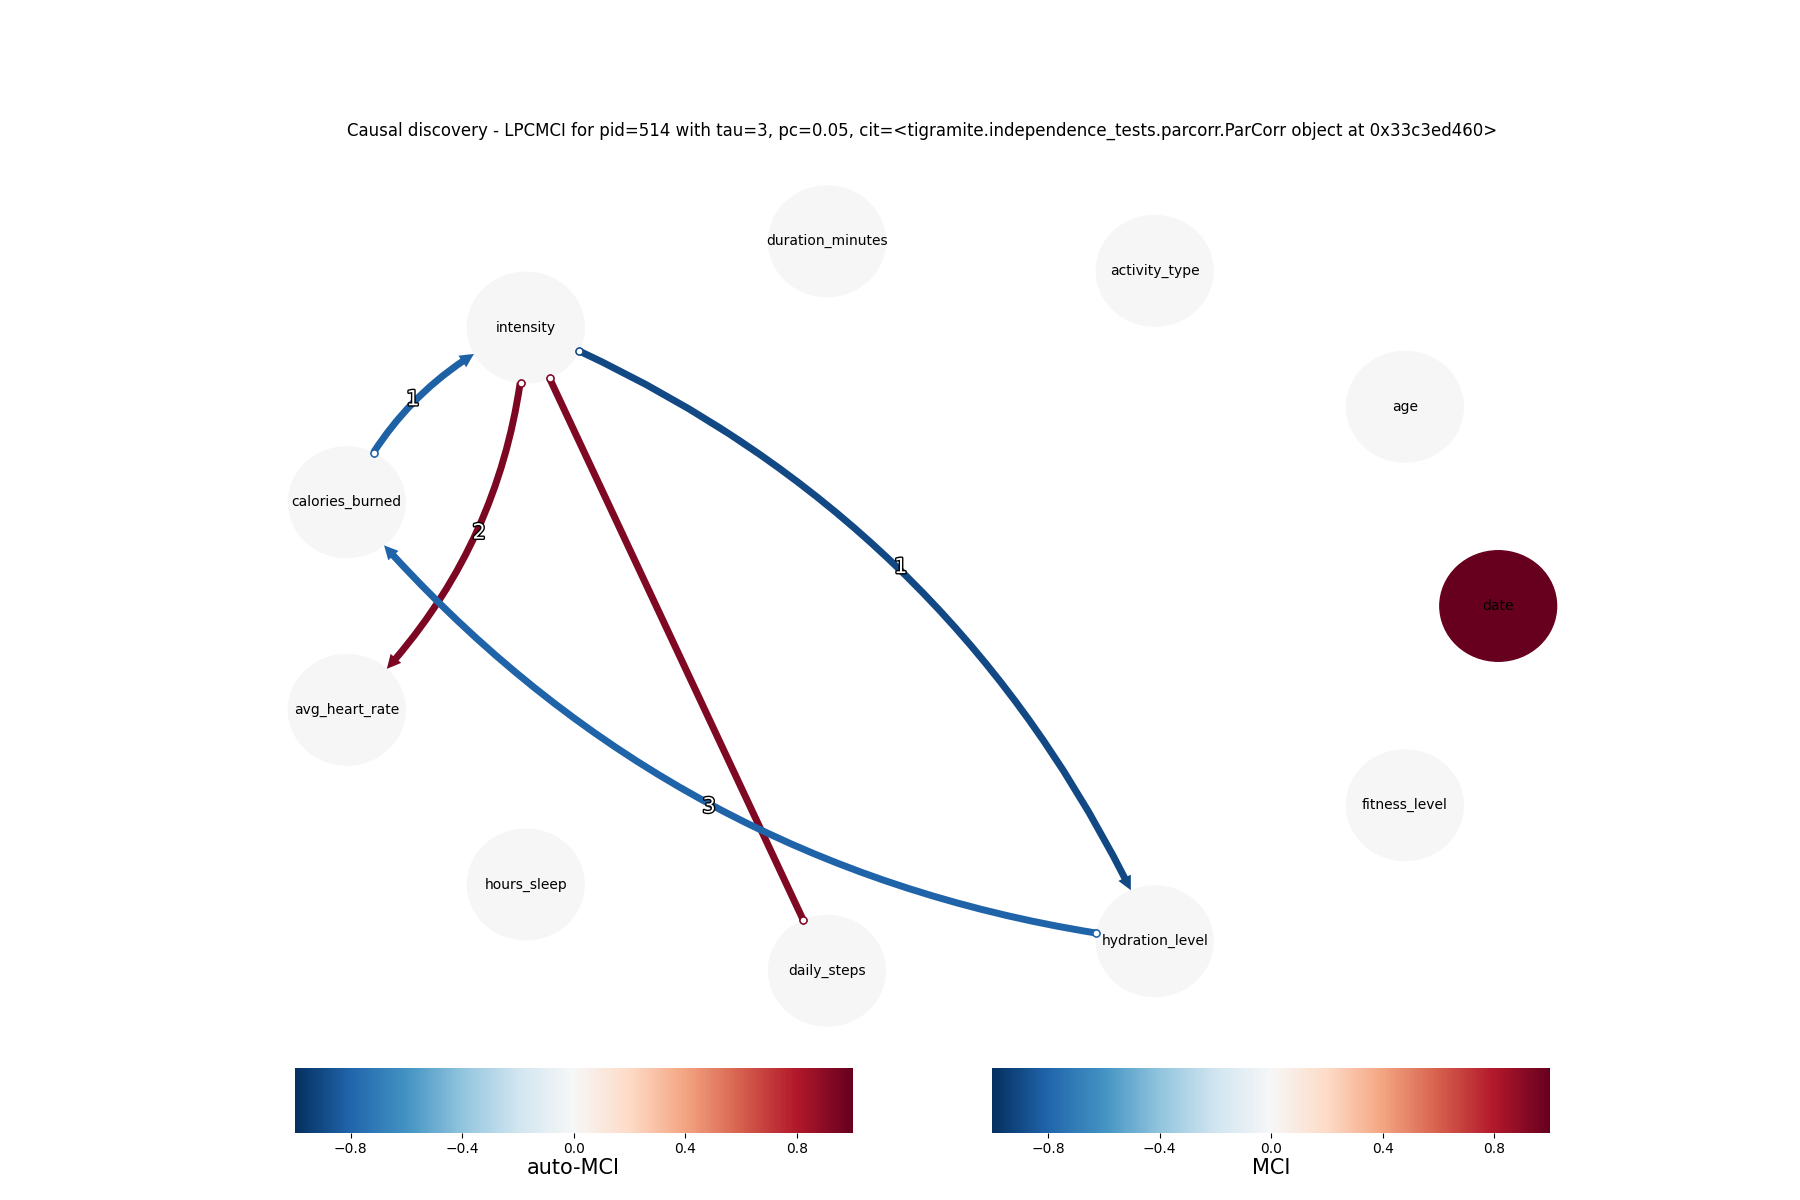 Causal discovery - LPCMCI for pid=514 with tau=3, pc=0.05, cit=<tigramite.independence_tests.parcorr.ParCorr object at 0x33c3ed460>
duration_minutes
activity_type
intensity
age
1
calories_burned
2
1
date
avg_heart_rate
3
fitness_level
hours_sleep
hydration_level
daily_steps
−0.8 −0.4 0.0 0.4 0.8
auto-MCI
−0.8 −0.4 0.0 0.4 0.8
MCI